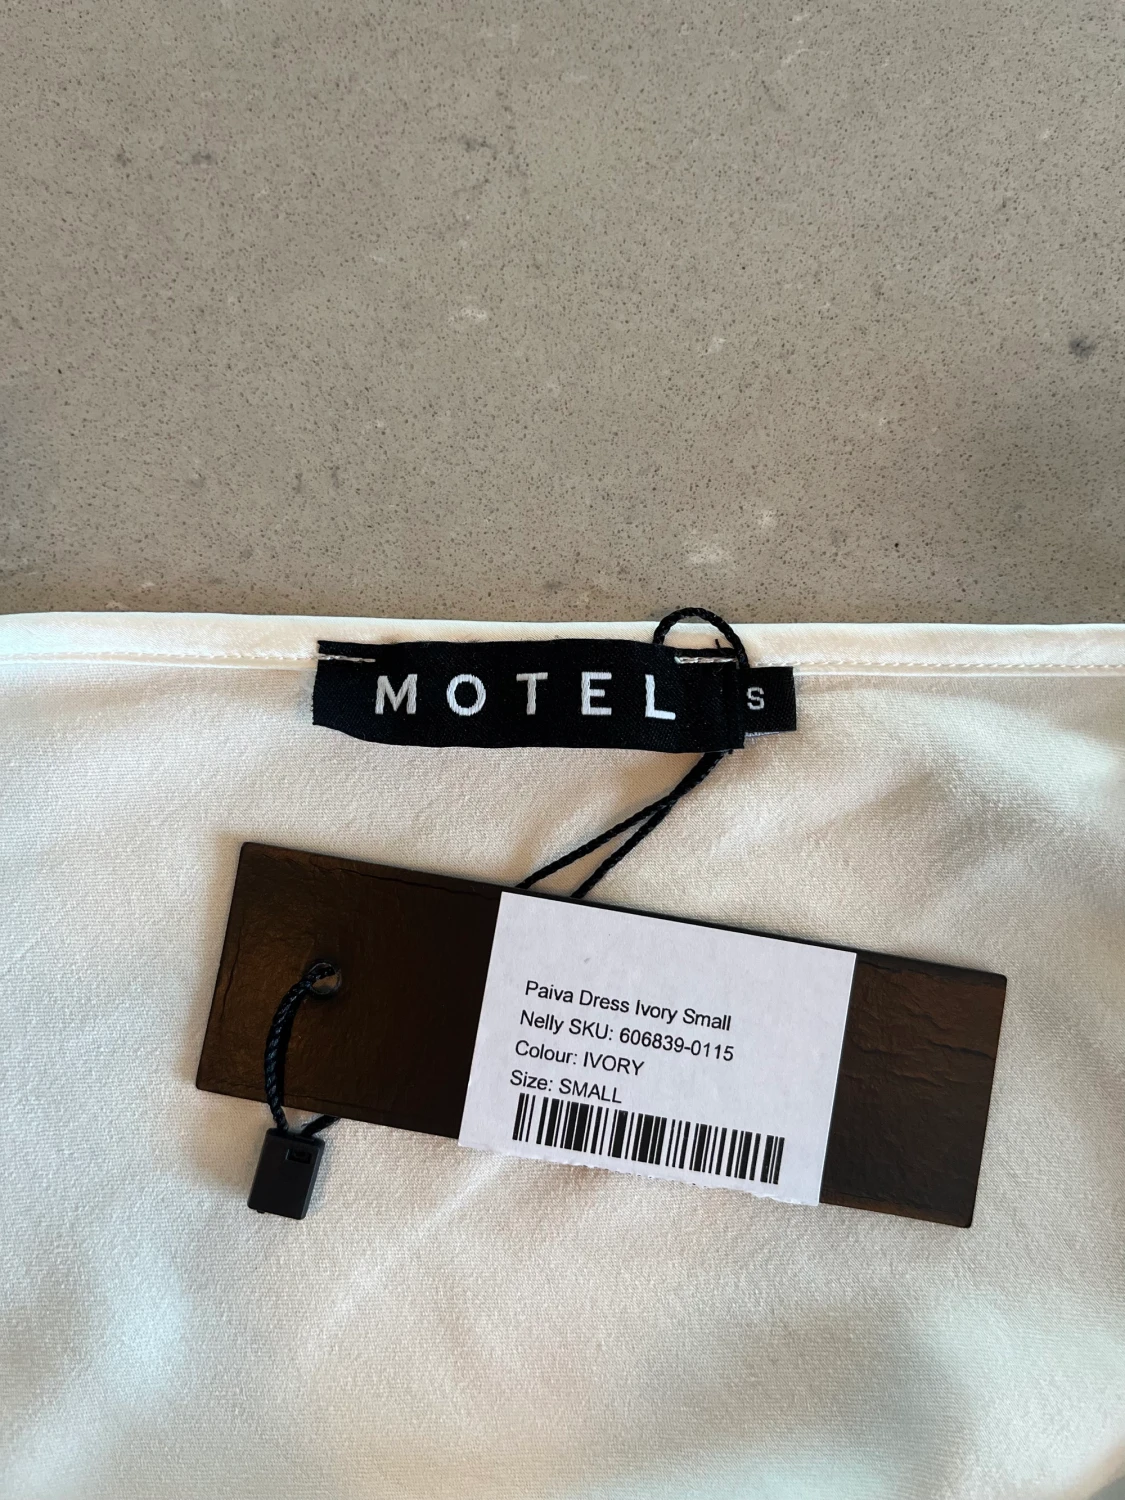 MOTEL
S
Paiva Dress Ivory Small
Nelly SKU: 606839-0115
Colour: IVORY
Size: SMALL